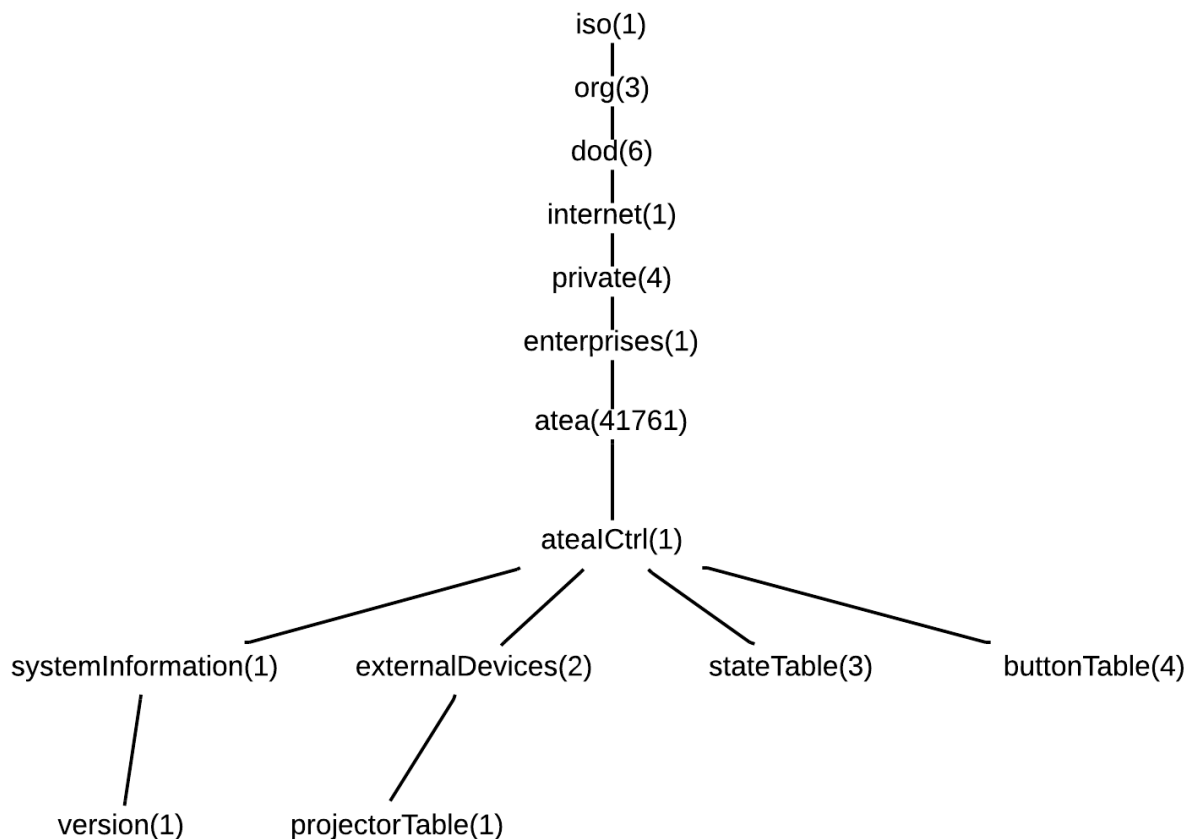 iso(1)
org(3)
dod(6)
internet(1)
private(4)
enterprises(1)
atea(41761)
ateaICtrl(1)
systemInformation(1) externalDevices(2) stateTable(3) buttonTable(4)
version(1) projectorTable(1)